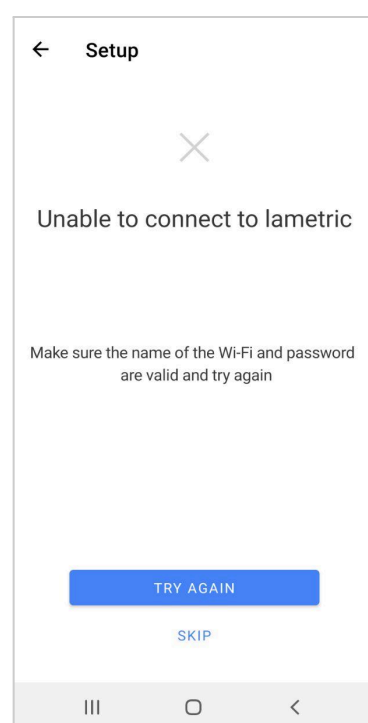 Setup
Unable to connect to lametric
Make sure the name of the Wi-Fi and password
are valid and try again
TRY AGAIN
SKIP